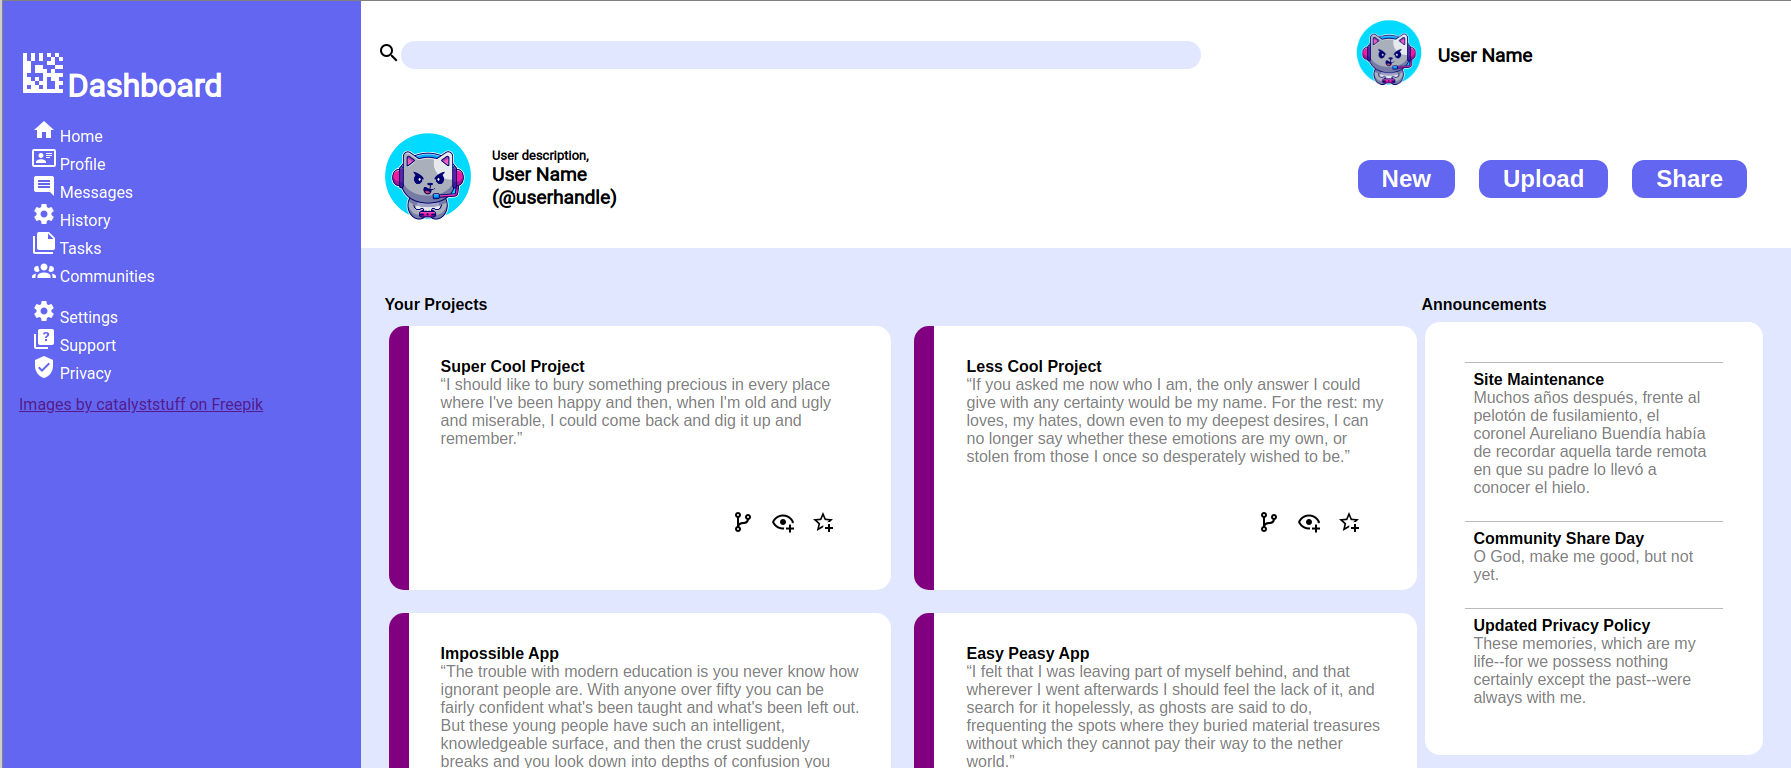 Dashboard
Home
Profile
Messages
History
Tasks
Communities
Settings
Support
Privacy
Images by catalyststuff on Freepik
User Name
User description,
User Name
(@userhandle)
New
Upload
Share
Your Projects
Super Cool Project
“I should like to bury something precious in every place
where I've been happy and then, when I'm old and ugly
and miserable, I could come back and dig it up and
remember.”
Less Cool Project
“If you asked me now who I am, the only answer I could
give with any certainty would be my name. For the rest: my
loves, my hates, down even to my deepest desires, I can
no longer say whether these emotions are my own, or
stolen from those I once so desperately wished to be.”
Impossible App
“The trouble with modern education is you never know how
ignorant people are. With anyone over fifty you can be
fairly confident what's been taught and what's been left out.
But these young people have such an intelligent,
knowledgeable surface, and then the crust suddenly
breaks and you look down into depths of confusion you
Easy Peasy App
“I felt that I was leaving part of myself behind, and that
wherever I went afterwards I should feel the lack of it, and
search for it hopelessly, as ghosts are said to do,
frequenting the spots where they buried material treasures
without which they cannot pay their way to the nether
world.”
Announcements
Site Maintenance
Muchos años después, frente al
pelotón de fusilamiento, el
coronel Aureliano Buendía había
de recordar aquella tarde remota
en que su padre lo llevó a
conocer el hielo.
Community Share Day
O God, make me good, but not
yet.
Updated Privacy Policy
These memories, which are my
life--for we possess nothing
certainly except the past--were
always with me.